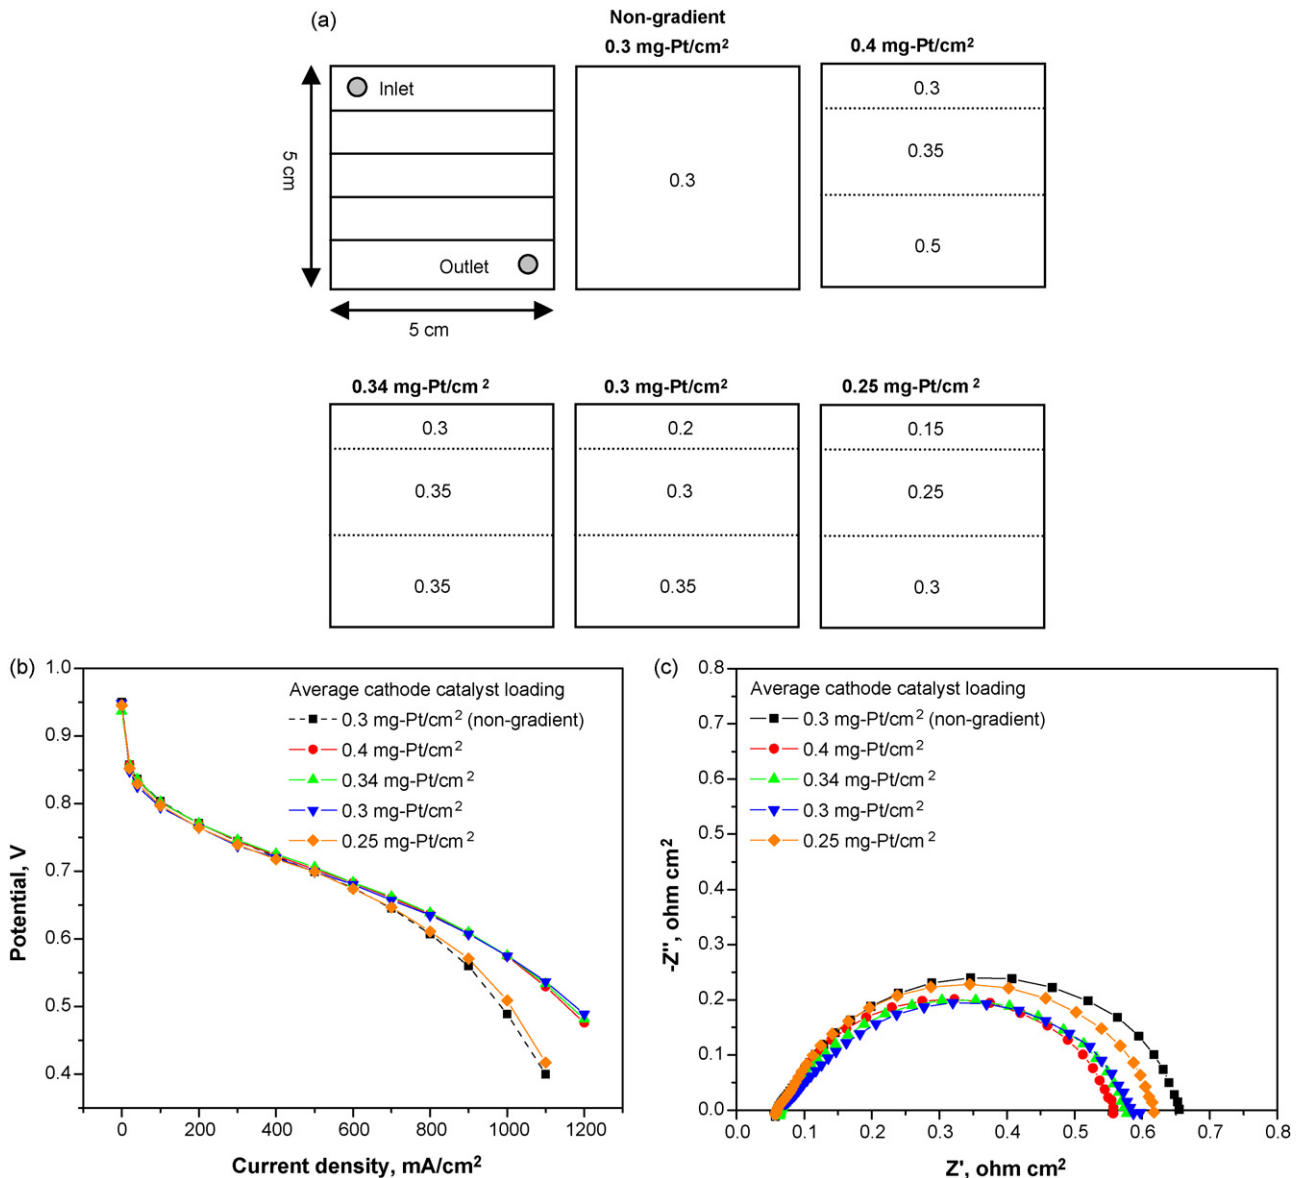 (a)
Non-gradient
0.3 mg-Pt/cm²
0.4 mg-Pt/cm²
Inlet
Outlet
5 cm
5 cm
0.3
0.3
0.35
0.5
0.34 mg-Pt/cm²
0.3 mg-Pt/cm²
0.25 mg-Pt/cm²
0.3
0.35
0.35
0.2
0.3
0.35
0.15
0.25
0.3
(b)
1.0
0.9
0.8
0.7
0.6
0.5
0.4
Potential, V
Average cathode catalyst loading
0.3 mg-Pt/cm² (non-gradient)
0.4 mg-Pt/cm²
0.34 mg-Pt/cm²
0.3 mg-Pt/cm²
0.25 mg-Pt/cm²
0 200 400 600 800 1000 1200
Current density, mA/cm²
(c)
0.8
0.7
0.6
0.5
0.4
0.3
0.2
0.1
0.0
-Z'', ohm cm²
Average cathode catalyst loading
0.3 mg-Pt/cm² (non-gradient)
0.4 mg-Pt/cm²
0.34 mg-Pt/cm²
0.3 mg-Pt/cm²
0.25 mg-Pt/cm²
0.0 0.1 0.2 0.3 0.4 0.5 0.6 0.7 0.8
Z', ohm cm²